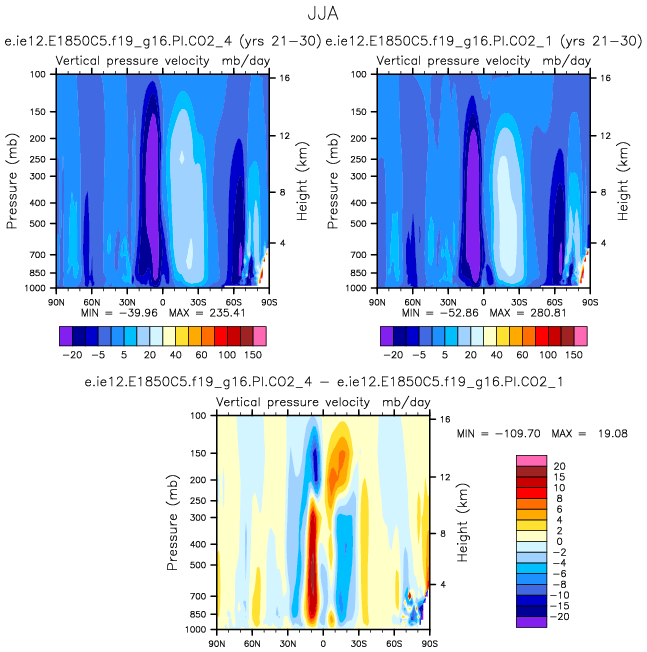 JJA
e.ie12.E1850C5.f19_g16.PI.CO2_4 (yrs 21-30) e.ie12.E1850C5.f19_g16.PI.CO2_1 (yrs 21-30)
Vertical pressure velocity mb/day Vertical pressure velocity mb/day
100 16 100 16
150 150
200 12 200 12
250 250
300 8 300 8
400 400
500 500
700 4 700 4
850 850
1000 1000
Pressure (mb) Height (km) Pressure (mb) Height (km)
90N 60N 30N 0 30S 60S 90S 90N 60N 30N 0 30S 60S 90S
MIN = -39.96 MAX = 235.41 MIN = -52.86 MAX = 280.81
-20 -5 5 20 40 60 100 150 -20 -5 5 20 40 60 100 150
e.ie12.E1850C5.f19_g16.PI.CO2_4 - e.ie12.E1850C5.f19_g16.PI.CO2_1
Vertical pressure velocity mb/day
MIN = -109.70 MAX = 19.08
100 16
150
200 12
250
300 8
400
500
700 4
850
1000
Pressure (mb) Height (km)
90N 60N 30N 0 30S 60S 90S
20
15
10
8
6
4
2
0
-2
-4
-6
-8
-10
-15
-20